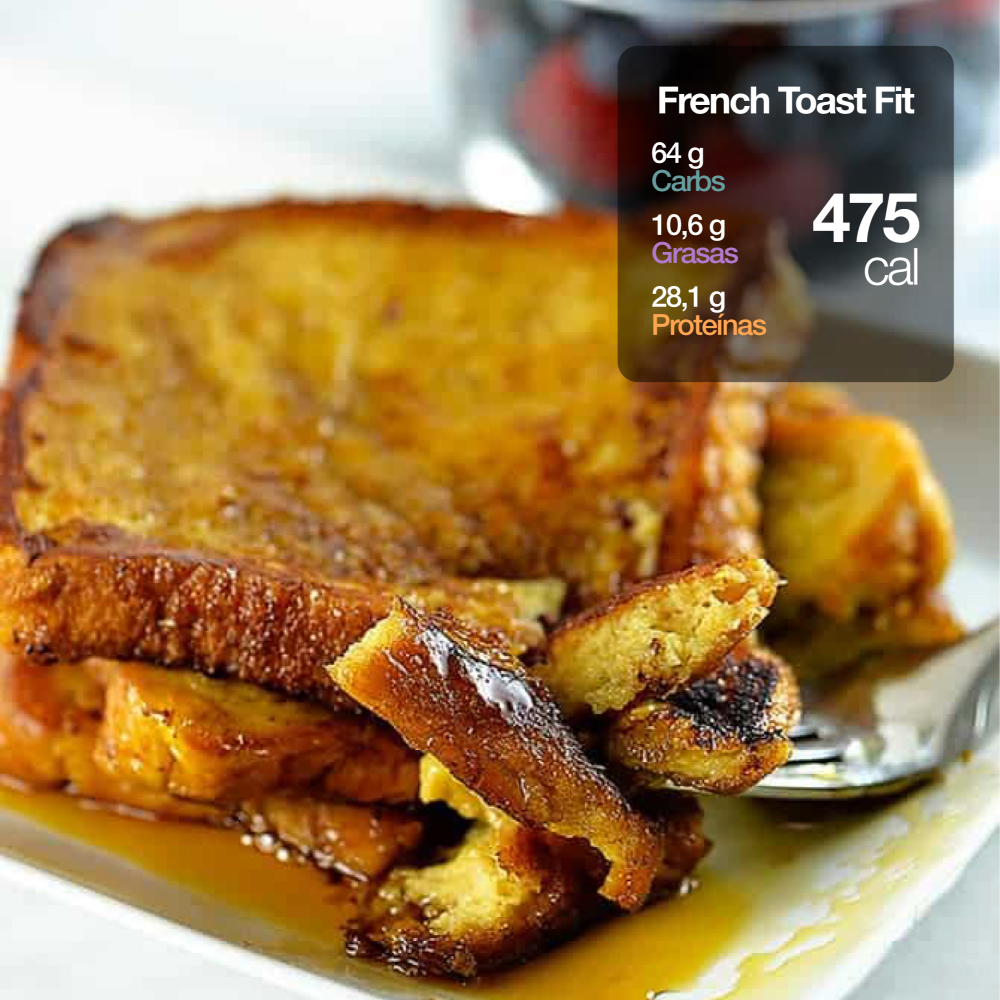 French Toast Fit
64 g
Carbs
10,6 g
Grasas
28,1 g
Proteínas
475
cal